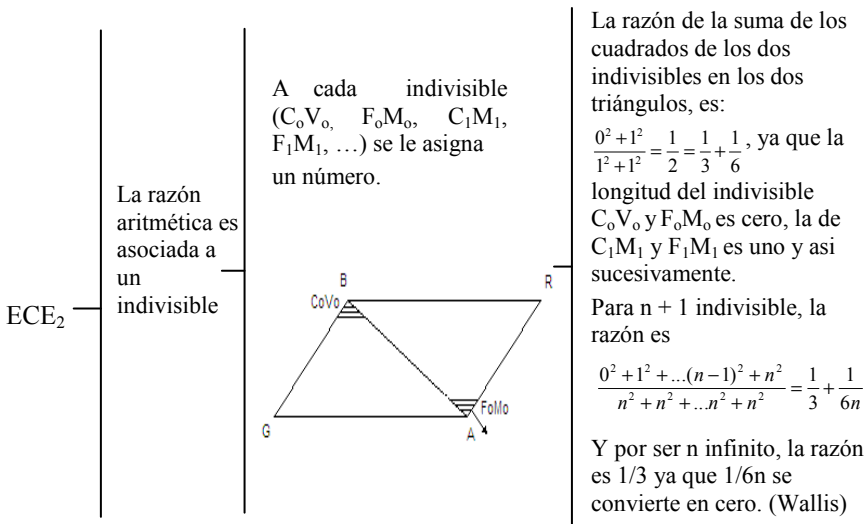 ECE₂
La razón
aritmética es
asociada a
un
indivisible
A cada indivisible
(CₒVₒ, FₒMₒ, C₁M₁,
F₁M₁, …) se le asigna
un número.
B
R
CoVo
FoMo
G
A
La razón de la suma de los
cuadrados de los dos
indivisibles en los dos
triángulos, es:
(0² + 1²)/(1² + 1²) = 1/2 = 1/3 + 1/6, ya que la
longitud del indivisible
CₒVₒ y FₒMₒ es cero, la de
C₁M₁ y F₁M₁ es uno y asi
sucesivamente.
Para n + 1 indivisible, la
razón es
(0² + 1² + ...(n − 1)² + n²)/(n² + n² + ...n² + n²) = 1/3 + 1/6n
Y por ser n infinito, la razón
es 1/3 ya que 1/6n se
convierte en cero. (Wallis)